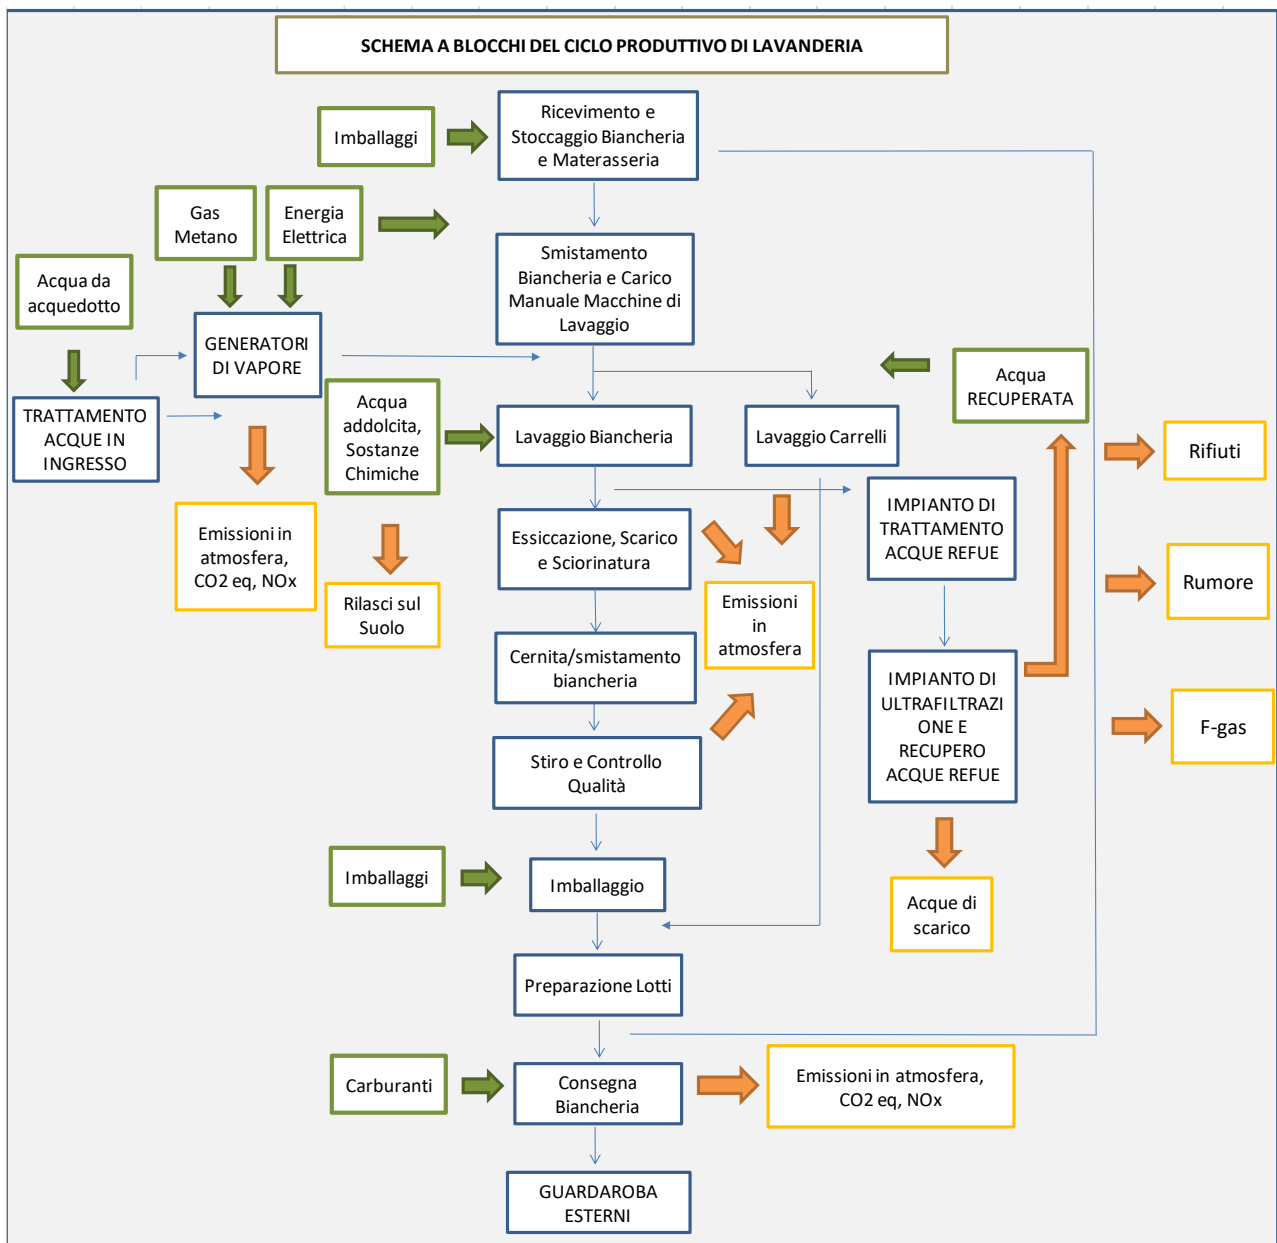 SCHEMA A BLOCCHI DEL CICLO PRODUTTIVO DI LAVANDERIA
Imballaggi
Ricevimento e
Stoccaggio Biancheria
e Materasseria
Gas
Metano
Energia
Elettrica
Acqua da
acquedotto
Smistamento
Biancheria e Carico
Manuale Macchine di
Lavaggio
GENERATORI
DI VAPORE
Acqua
RECUPERATA
TRATTAMENTO
ACQUE IN
INGRESSO
Acqua
addolcita,
Sostanze
Chimiche
Lavaggio Biancheria
Lavaggio Carrelli
Rifiuti
Emissioni in
atmosfera,
CO2 eq, NOx
Essiccazione, Scarico
e Sciorinatura
IMPIANTO DI
TRATTAMENTO
ACQUE REFUE
Rumore
Rilasci sul
Suolo
Emissioni
in
atmosfera
Cernita/smistamento
biancheria
IMPIANTO DI
ULTRAFILTRAZI
ONE E
RECUPERO
ACQUE REFUE
F-gas
Stiro e Controllo
Qualità
Imballaggi
Imballaggio
Acque di
scarico
Preparazione Lotti
Carburanti
Consegna
Biancheria
Emissioni in atmosfera,
CO2 eq, NOx
GUARDAROBA
ESTERNI